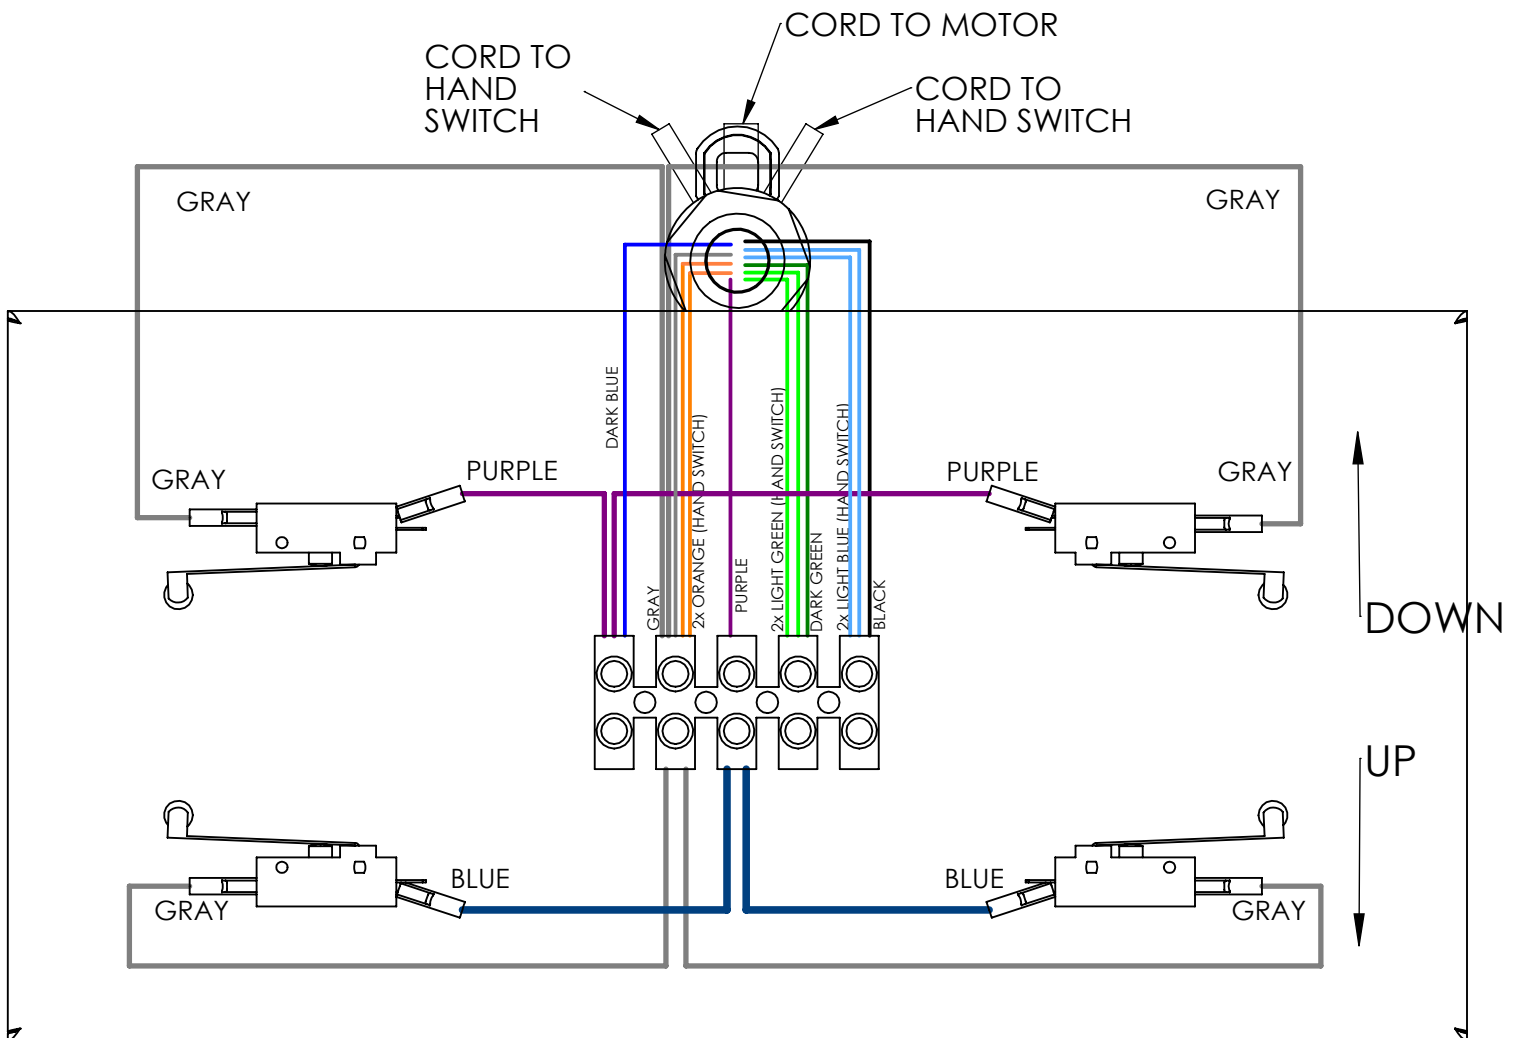 CORD TO MOTOR
CORD TO
HAND
SWITCH
CORD TO
HAND SWITCH
GRAY
GRAY
DARK BLUE
GRAY
2x ORANGE (HAND SWITCH)
PURPLE
2x LIGHT GREEN (HAND SWITCH)
DARK GREEN
2x LIGHT BLUE (HAND SWITCH)
BLACK
GRAY
PURPLE
PURPLE
GRAY
DOWN
UP
GRAY
BLUE
BLUE
GRAY